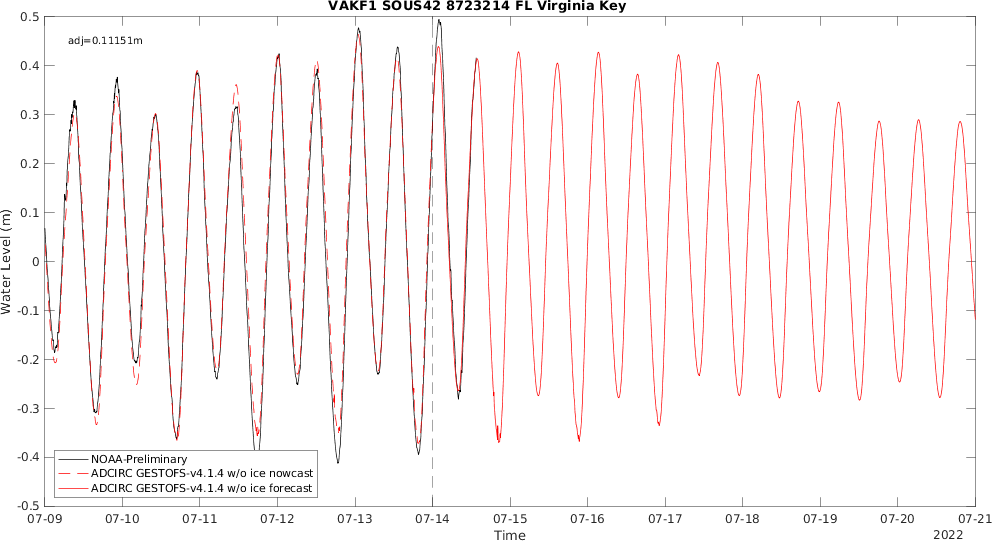 VAKF1 SOUS42 8723214 FL Virginia Key
adj=0.11151m
0.5
0.4
0.3
0.2
0.1
0
-0.1
-0.2
-0.3
-0.4
-0.5
Water Level (m)
NOAA-Preliminary
ADCIRC GESTOFS-v4.1.4 w/o ice nowcast
ADCIRC GESTOFS-v4.1.4 w/o ice forecast
07-09 07-10 07-11 07-12 07-13 07-14 07-15 07-16 07-17 07-18 07-19 07-20 07-21
Time
2022